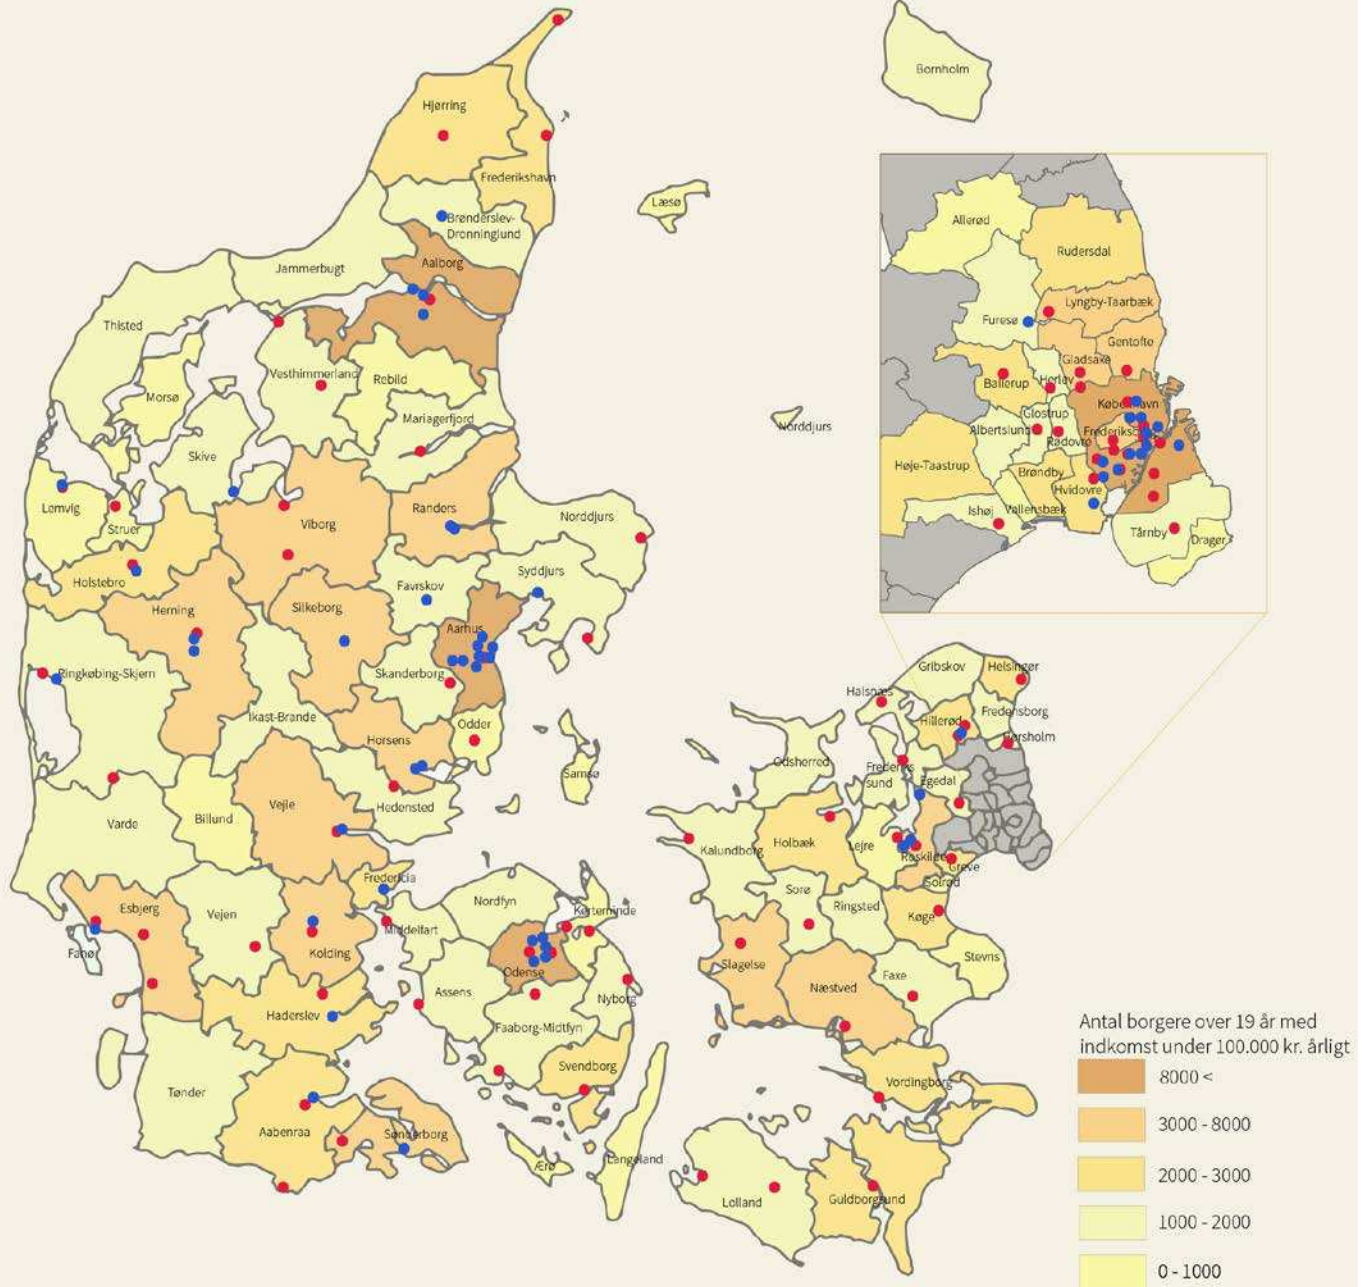 Bornholm
Hjørring
Frederikshavn
Læsø
Brønderslev-
Dronninglund
Aalborg
Jammerbugt
Thisted
Vesthimmerland
Rebild
Morsø
Mariagerfjord
Norddjurs
Skive
Lemvig
Struer
Viborg
Randers
Norddjurs
Holstebro
Favrskov
Syddjurs
Herning
Silkeborg
Aarhus
Ringkøbing-Skjern
Skanderborg
Ikast-Brande
Odder
Horsens
Samsø
Hedensted
Vejle
Billund
Varde
Fredericia
Esbjerg
Vejen
Fanø
Kolding
Middelfart
Nordfyn
Kerteminde
Odense
Assens
Nyborg
Haderslev
Faaborg-Midtfyn
Svendborg
Tønder
Aabenraa
Sønderborg
Ærø
Langeland
Allerød
Rudersdal
Furesø
Lyngby-Taarbæk
Gentofte
Gladsaxe
Ballerup
Herlev
København
Glostrup
Albertslund
Rødovre
Frederiksb
Høje-Taastrup
Brøndby
Hvidovre
Ishøj
Vallensbæk
Tårnby
Dragør
Gribskov
Helsingør
Halsnæs
Hillerød
Fredensborg
Hørsholm
Odsherred
Frederiks
sund
Egedal
Kalundborg
Holbæk
Lejre
Roskilde
Greve
Solrød
Sorø
Ringsted
Køge
Slagelse
Stevns
Næstved
Faxe
Vordingborg
Lolland
Guldborgsund
Antal borgere over 19 år med
indkomst under 100.000 kr. årligt
8000 <
3000 - 8000
2000 - 3000
1000 - 2000
0 - 1000